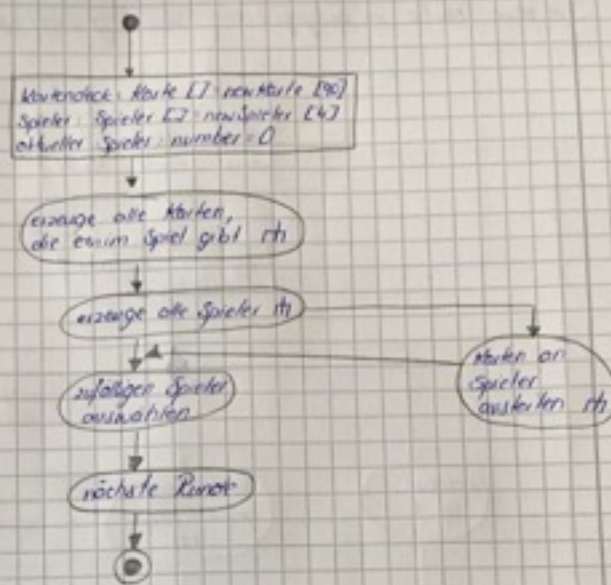 Kartendeck: Karte [] = new Karte [40]
Spieler: Spieler [] = new Spieler [4]
aktueller Spieler: number = 0
erzeuge alle Karten,
die es im Spiel gibt
erzeuge alle Spieler
Karten an
Spieler
austeilen
zufälligen Spieler
auswählen
nächste Runde